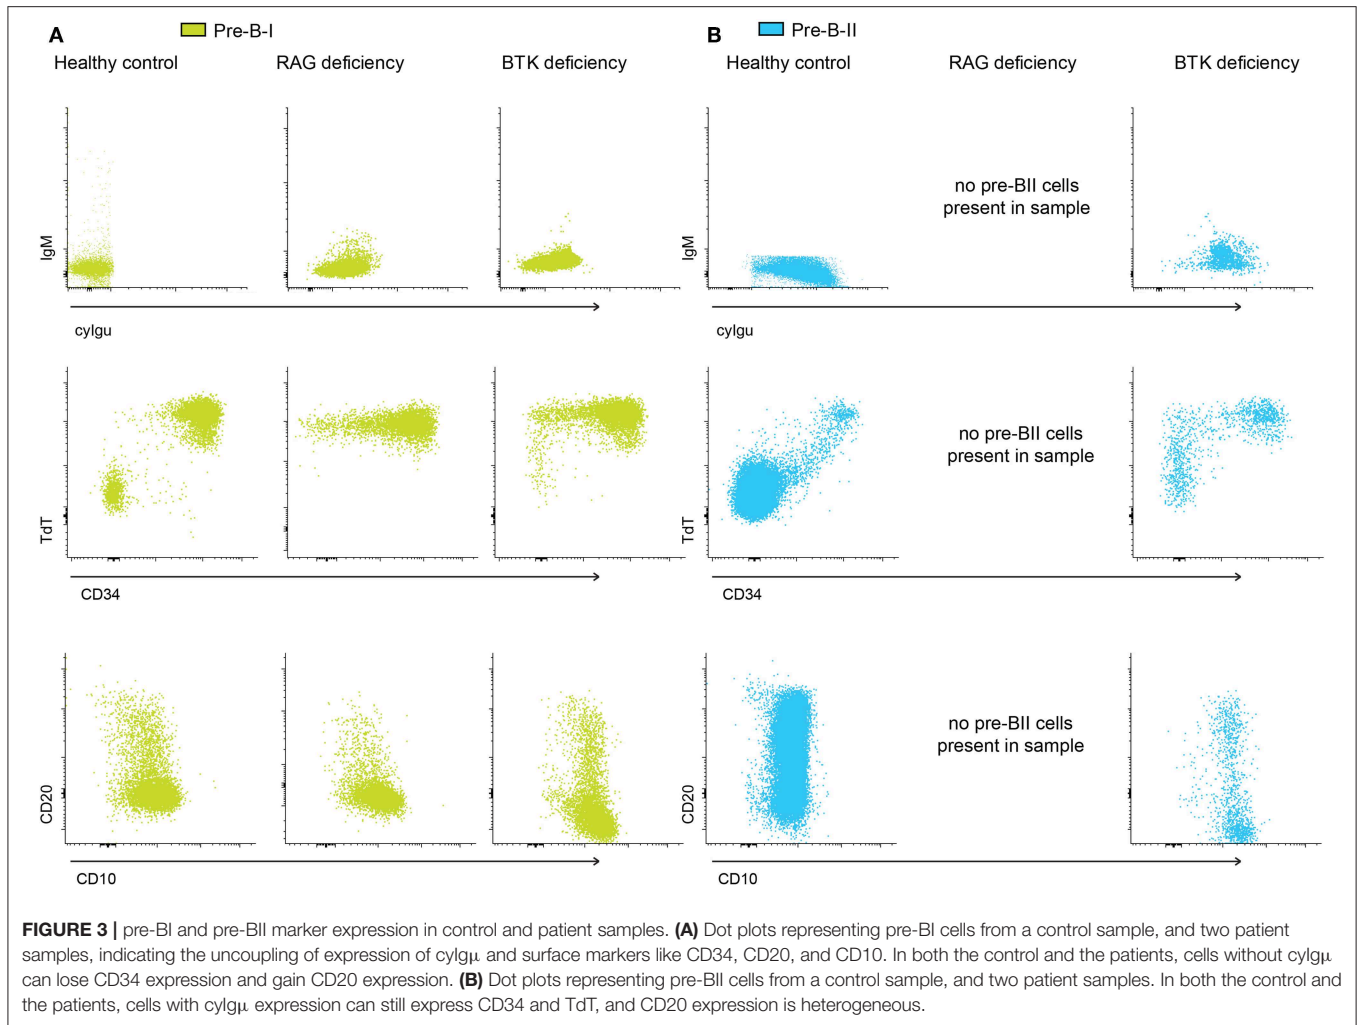 A
Pre-B-I
Healthy control
RAG deficiency
BTK deficiency
IgM
cyIgu
TdT
CD34
CD20
CD10
B
Pre-B-II
Healthy control
RAG deficiency
BTK deficiency
IgM
no pre-BII cells
present in sample
cyIgu
TdT
no pre-BII cells
present in sample
CD34
CD20
no pre-BII cells
present in sample
CD10
FIGURE 3 | pre-BI and pre-BII marker expression in control and patient samples. (A) Dot plots representing pre-BI cells from a control sample, and two patient
samples, indicating the uncoupling of expression of cyIgμ and surface markers like CD34, CD20, and CD10. In both the control and the patients, cells without cyIgμ
can lose CD34 expression and gain CD20 expression. (B) Dot plots representing pre-BII cells from a control sample, and two patient samples. In both the control and
the patients, cells with cyIgμ expression can still express CD34 and TdT, and CD20 expression is heterogeneous.